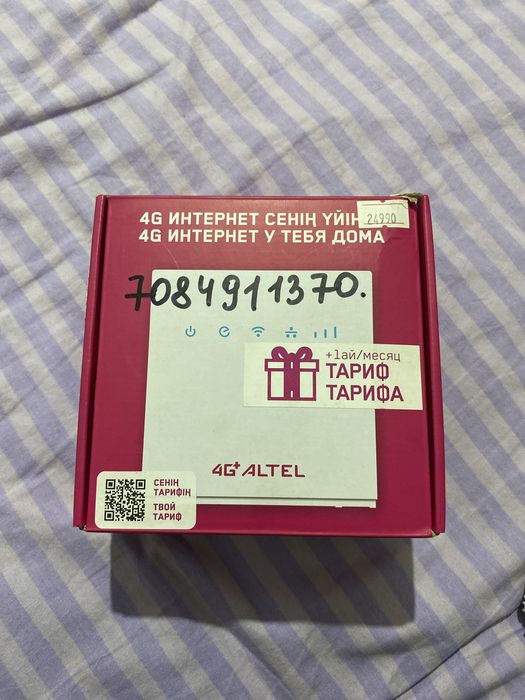 4G ИНТЕРНЕТ СЕНІҢ ҮЙІҢ
24990
4G ИНТЕРНЕТ У ТЕБЯ ДОМА
7084911370.
+1ай/месяц
ТАРИФ
ТАРИФА
4G+ ALTEL
СЕНІҢ
ТАРИФІҢ
ТВОЙ
ТАРИФ